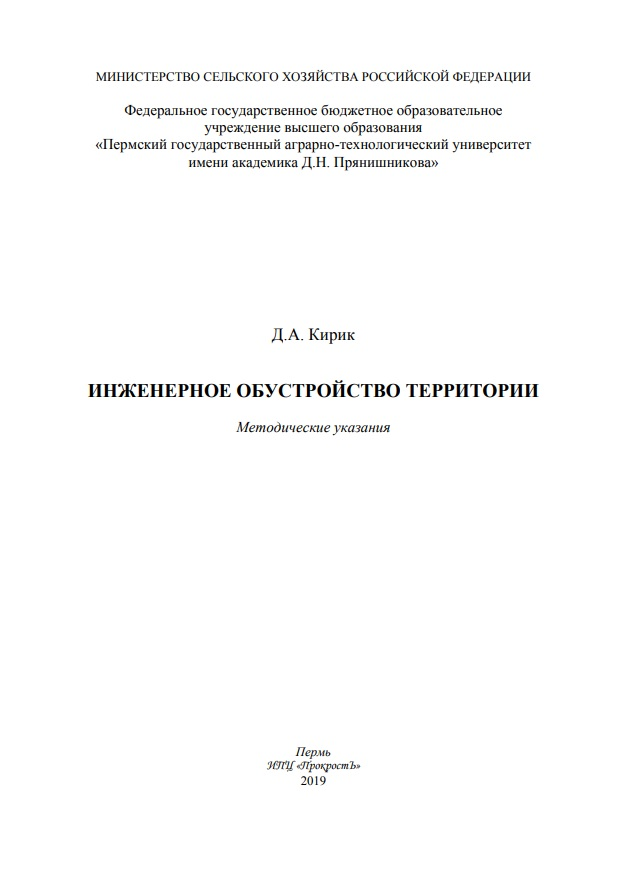 МИНИСТЕРСТВО СЕЛЬСКОГО ХОЗЯЙСТВА РОССИЙСКОЙ ФЕДЕРАЦИИ
Федеральное государственное бюджетное образовательное
учреждение высшего образования
«Пермский государственный аграрно-технологический университет
имени академика Д.Н. Прянишникова»
Д.А. Кирик
ИНЖЕНЕРНОЕ ОБУСТРОЙСТВО ТЕРРИТОРИИ
Методические указания
Пермь
ИПЦ «ПрокростЪ»
2019